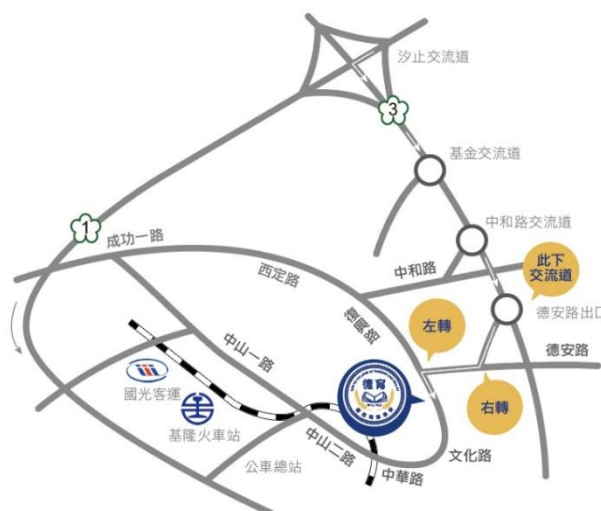 汐止交流道
3
基金交流道
1
成功一路
中和路交流道
西定路
中和路
此下
交流道
復興路
左轉
德安路出口
德安路
中山一路
國光客運
德育
右轉
基隆火車站
中山二路
文化路
公車總站
中華路